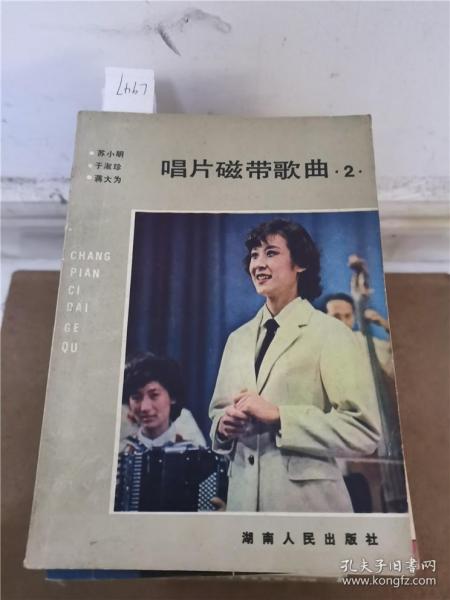 L447
苏小明
于淑珍
蒋大为
唱片磁带歌曲·2·
CHANG
PIAN
CI
DAI
GE
QU
湖南人民出版社
孔夫子旧书网
www.kongfz.com